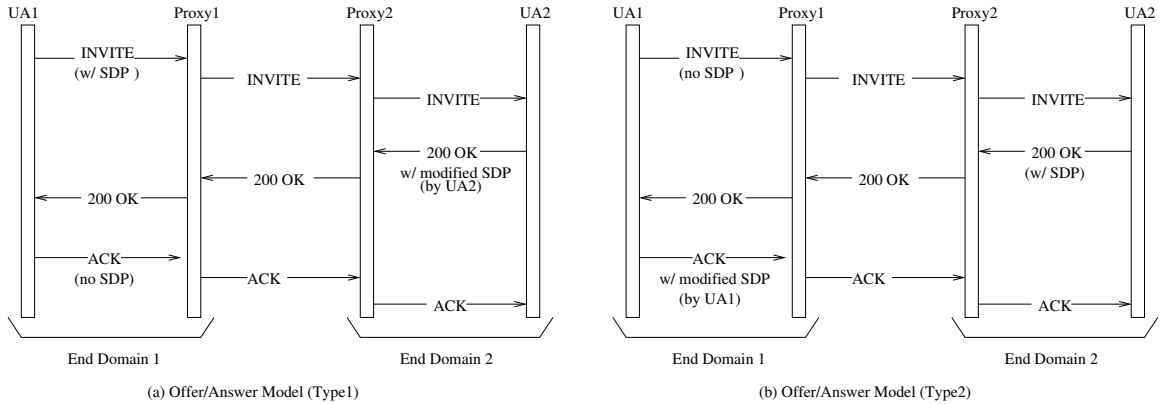 UA1 Proxy1 Proxy2 UA2
INVITE
(w/ SDP )
INVITE
INVITE
200 OK
w/ modified SDP
(by UA2)
200 OK
200 OK
ACK
(no SDP)
ACK
ACK
End Domain 1 End Domain 2
(a) Offer/Answer Model (Type1)
UA1 Proxy1 Proxy2 UA2
INVITE
(no SDP )
INVITE
INVITE
200 OK
(w/ SDP)
200 OK
200 OK
ACK
w/ modified SDP
(by UA1)
ACK
ACK
End Domain 1 End Domain 2
(b) Offer/Answer Model (Type2)